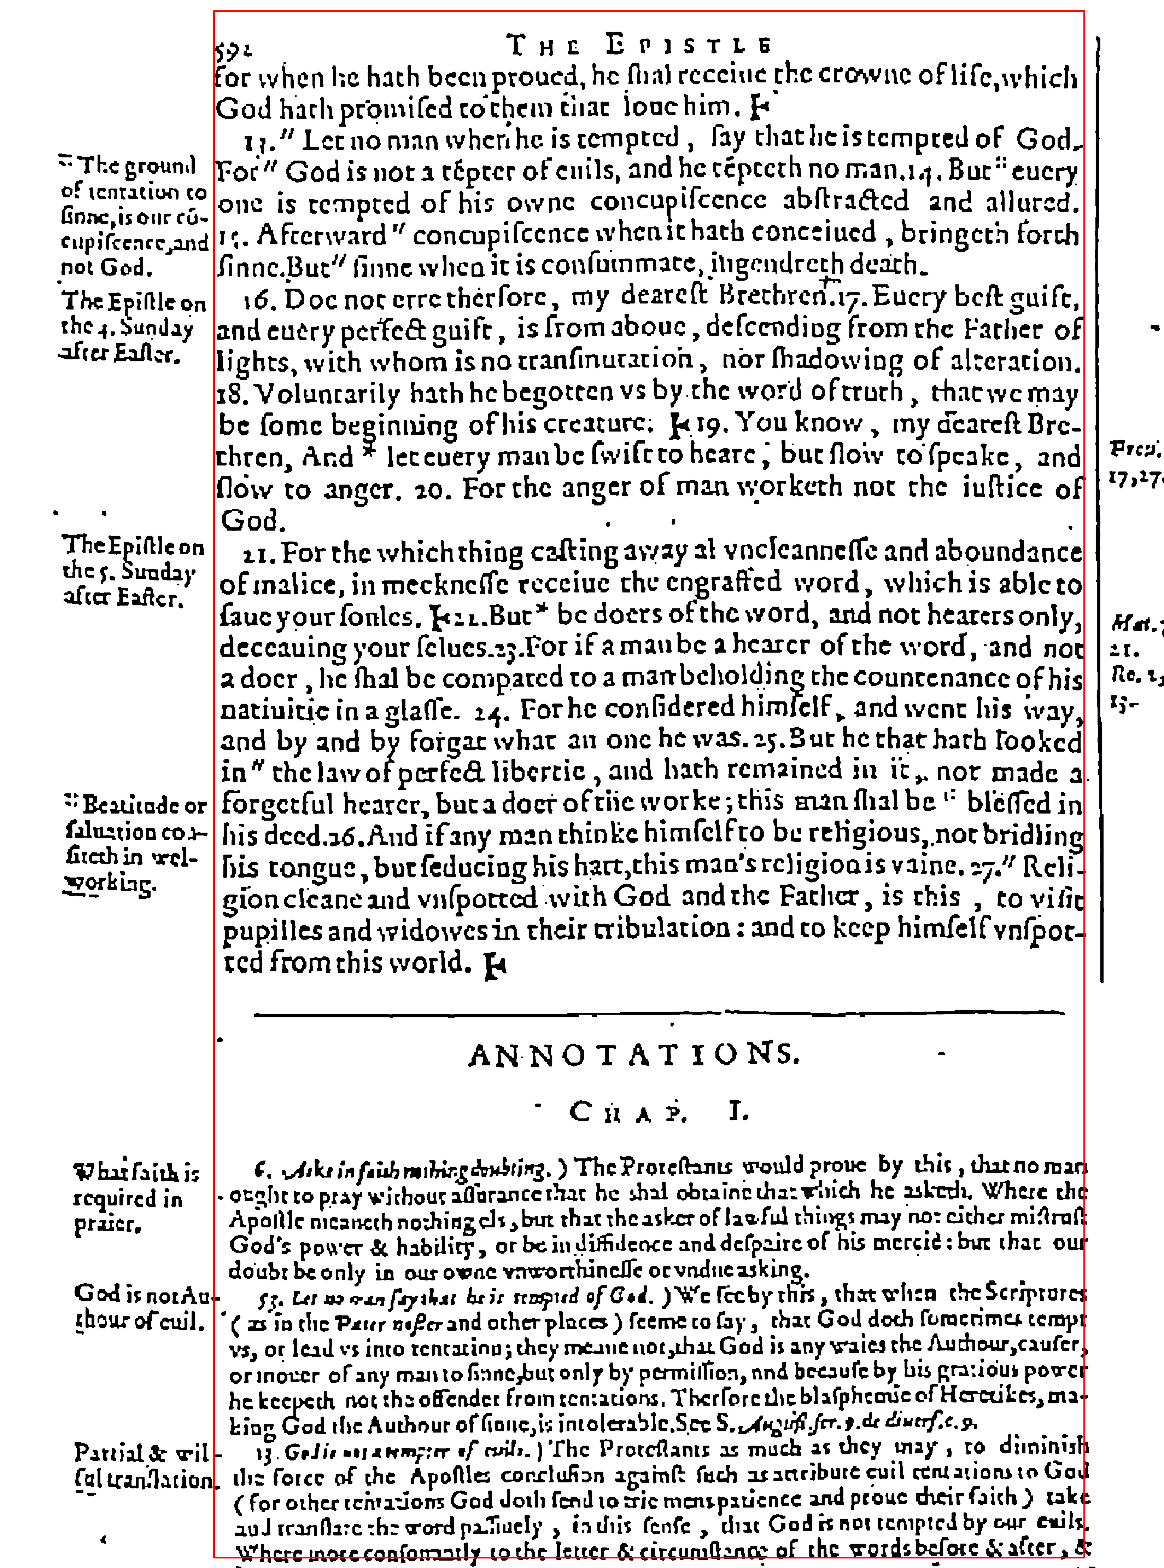 592 THE EPISTLE
for when he hath been proued, he ſhal receiue the crowne of life, which
God hath promiſed to them that loue him. ⁊
13." Let no man when he is tempted, ſay that he is tempted of God.
For" God is not a tẽpter of euils, and he tẽpteth no man. 14. But :: euery
one is tempted of his owne concupiſcence abſtracted and allured.
15. Afterward " concupiſcence when it hath conceiued, bringeth forth
ſinne. But" ſinne when it is conſummate, ingendreth death.
16. Doe not erre therfore, my deareſt Brethren. 17. Euery beſt guift,
and euery perfect guift, is from aboue, deſcending from the Father of
lights, with whom is no tranſmutation, nor ſhadowing of alteration.
18. Voluntarily hath he begotten vs by the word of truth, that we may
be ſome beginning of his creature. 19. You know, my deareſt Bre-
thren, And * let euery man be ſwift to heare, but ſlow to ſpeake, and
ſlow to anger. 20. For the anger of man worketh not the iuſtice of
God.
21. For the which thing caſting away al vncleanneſſe and aboundance
of malice, in meekneſſe receiue the engraffed word, which is able to
ſaue your ſoules. 22. But * be doers of the word, and not hearers only,
deceauing your ſelues. 23. For if a man be a hearer of the word, and not
a doer, he ſhal be compared to a man beholding the countenance of his
natiuitie in a glaſſe. 24. For he conſidered himſelf, and went his way,
and by and by forgat what an one he was. 25. But he that hath looked
in " the law of perfect libertie, and hath remained in it, not made a
forgetful hearer, but a doer of the worke; this man ſhal be :: bleſſed in
his deed. 26. And if any man thinke himſelf to be religious, not bridling
his tongue, but ſeducing his hart, this man's religion is vaine. 27." Reli-
gion cleane and vnſpotted with God and the Father, is this, to viſit
pupilles and widowes in their tribulation: and to keep himſelf vnſpot-
ted from this world.
:: The ground
of tentation to
ſinne, is our cõ-
cupiſcence, and
not God.
The Epiſtle on
the 4. Sunday
after Eaſter.
The Epiſtle on
the 5. Sunday
after Eaſter.
:: Beatitude or
ſaluation con-
ſiteth in wel-
working.
Prou.
17,27.
Mat. 7
21.
Ro. 2,
13.
ANNOTATIONS.
CHAP. I.
6. Aske in faith nothing doubting.) The Proteſtants would proue by this, that no man
ought to pray without aſſurance that he ſhal obtaine that which he asketh. Where the
Apoſtle meaneth nothing els, but that the asker of lawful things may not either miſtruſt
God's power & hability, or be in diffidence and deſpaire of his mercie: but that our
doubt be only in our owne vnworthineſſe or vndue asking.
53. Let no man ſay that he is tempted of God.) We ſee by this, that when the Scriptures
(as in the Pater noſter and other places) ſeeme to ſay, that God doth ſometimes tempt
vs, or lead vs into tentation; they meane not, that God is any waies the Authour, cauſer,
or mouer of any man to ſinne, but only by permiſſion, and becauſe by his gratious power
he keepeth not the offender from tentations. Therfore the blaſphemie of Heretikes, ma-
king God the Authour of ſinne, is intolerable. See S. Auguſt. ſer. 9. de diuerſ. c. 9.
13. God is not a tempter of euils.) The Proteſtants as much as they may, to diminish
the force of the Apoſtles concluſion againſt ſuch as attribute euil tentations to God
(for other tentations God doth ſend to trie mens patience and proue their faith) take
and tranſlate the word paſſiuely, in this ſenſe, that God is not tempted by our euils.
Where more conſonantly to the letter & circumſtance of the words before & after, &
What faith is
required in
praier.
God is not Au-
thour of euil.
Partial & wil-
ful tranſlation.